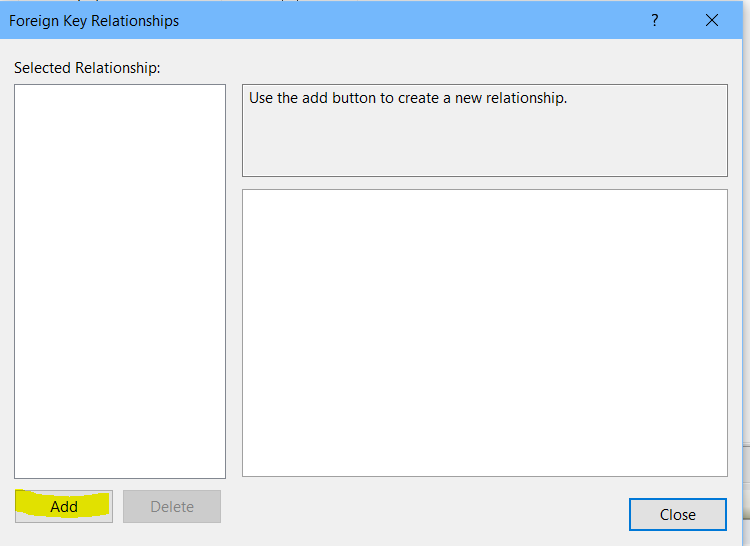 Foreign Key Relationships
?
Selected Relationship:
Use the add button to create a new relationship.
Add
Delete
Close